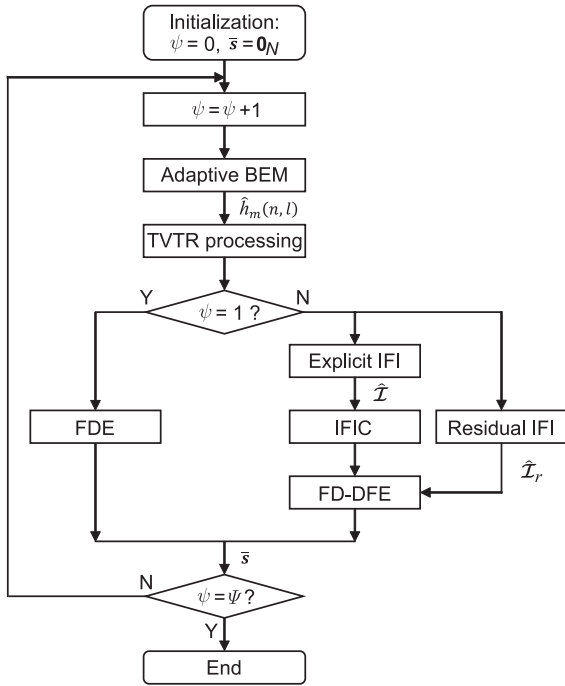 Initialization:
ψ = 0, s̄ = 0_N
ψ = ψ +1
Adaptive BEM
ĥ_m(n, l)
TVTR processing
Y
ψ = 1 ?
N
Explicit IFI
Î
FDE
IFIC
Residual IFI
Î_r
FD-DFE
s̄
N
ψ = Ψ?
Y
End